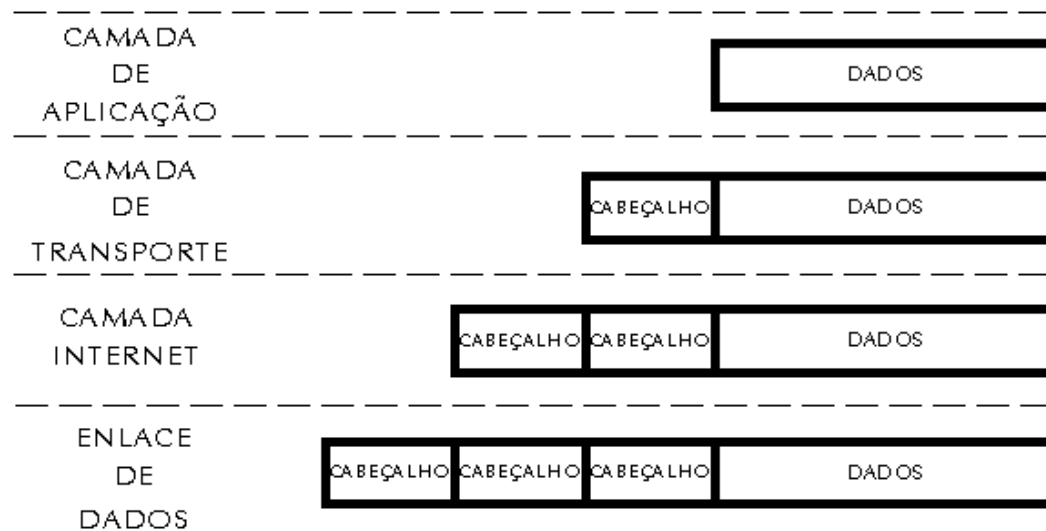 CAMADA
DE
APLICAÇÃO
DADOS
CAMADA
DE
TRANSPORTE
CABEÇALHO DADOS
CAMADA
INTERNET
CABEÇALHO CABEÇALHO DADOS
ENLACE
DE
DADOS
CABEÇALHO CABEÇALHO CABEÇALHO DADOS